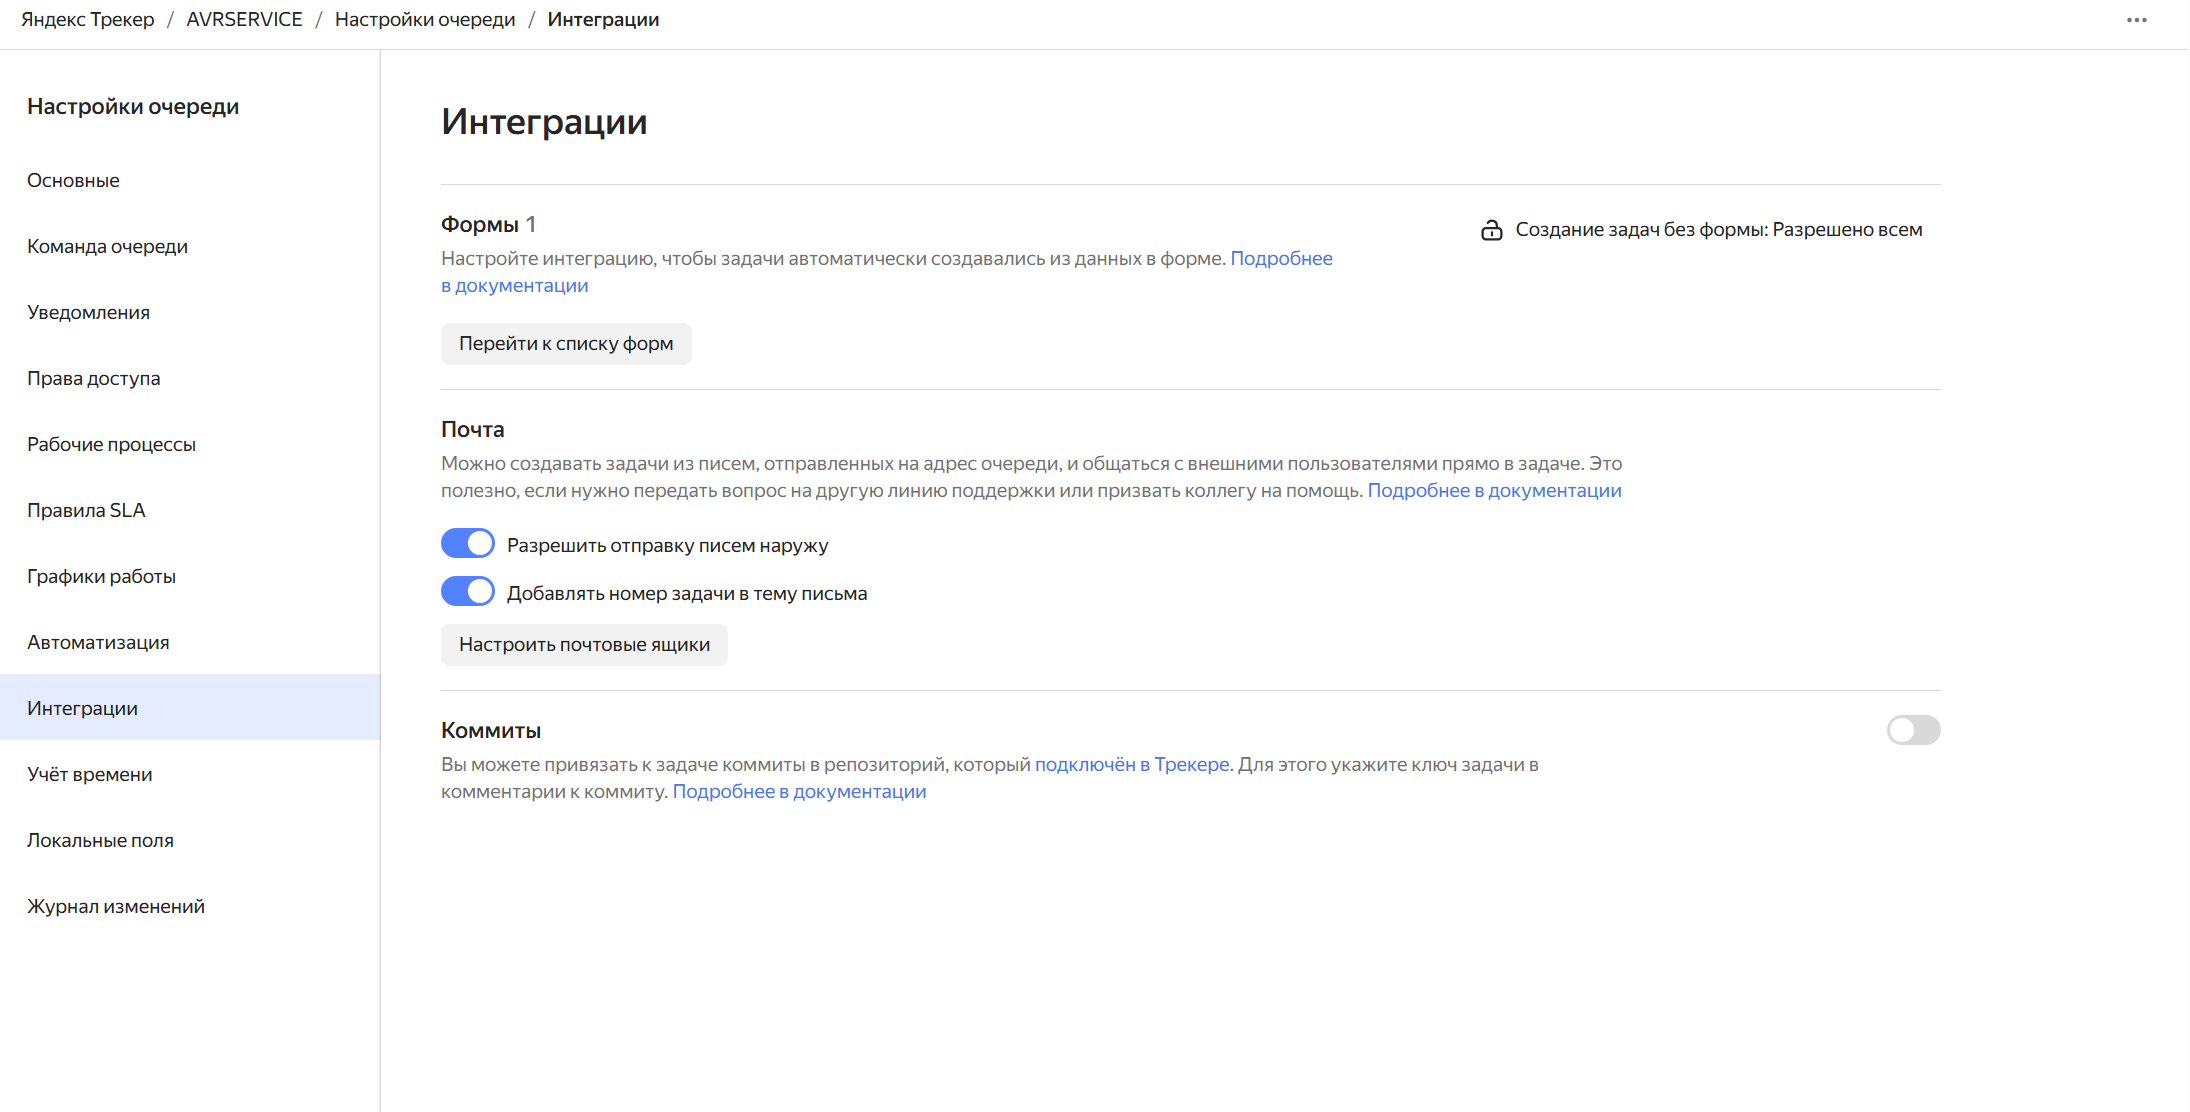 Яндекс Трекер / AVRSERVICE / Настройки очереди / Интеграции
Настройки очереди
Основные
Команда очереди
Уведомления
Права доступа
Рабочие процессы
Правила SLA
Графики работы
Автоматизация
Интеграции
Учёт времени
Локальные поля
Журнал изменений
Интеграции
Формы 1
Создание задач без формы: Разрешено всем
Настройте интеграцию, чтобы задачи автоматически создавались из данных в форме. Подробнее
в документации
Перейти к списку форм
Почта
Можно создавать задачи из писем, отправленных на адрес очереди, и общаться с внешними пользователями прямо в задаче. Это
полезно, если нужно передать вопрос на другую линию поддержки или призвать коллегу на помощь. Подробнее в документации
Разрешить отправку писем наружу
Добавлять номер задачи в тему письма
Настроить почтовые ящики
Коммиты
Вы можете привязать к задаче коммиты в репозиторий, который подключён в Трекере. Для этого укажите ключ задачи в
комментарии к коммиту. Подробнее в документации